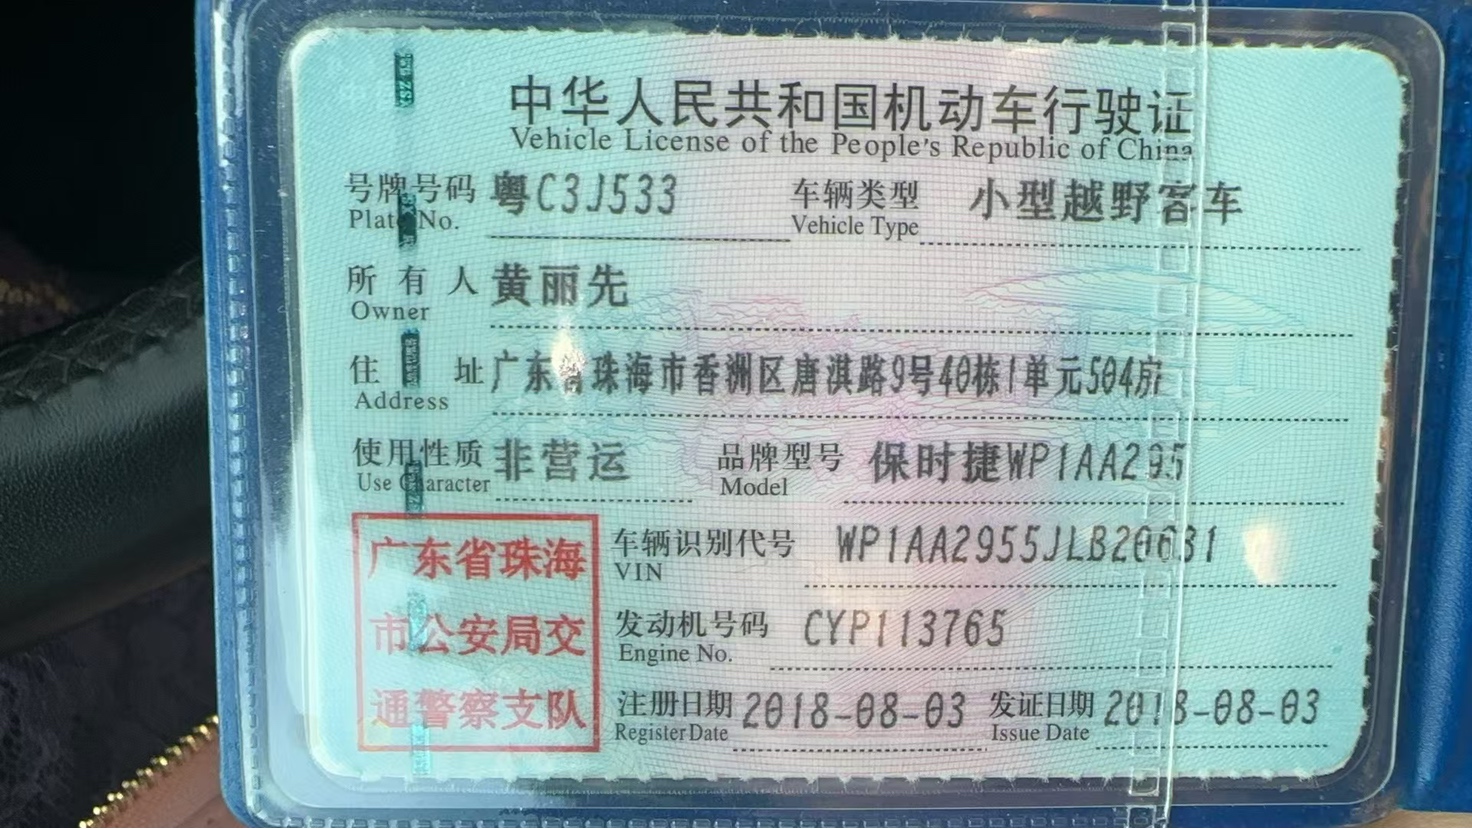 中华人民共和国机动车行驶证
Vehicle License of the People's Republic of China
号牌号码 粤C3J533 车辆类型 小型越野客车
Plate No. Vehicle Type
所有人 黄丽先
Owner
住址 广东省珠海市香洲区唐淇路9号40栋1单元504房
Address
使用性质 非营运 品牌型号 保时捷WP1AA295
Use Character Model
广东省珠海
市公安局交
通警察支队
车辆识别代号 WP1AA2955JLB20631
VIN
发动机号码 CYP113765
Engine No.
注册日期 2018-08-03 发证日期 2018-08-03
Register Date Issue Date